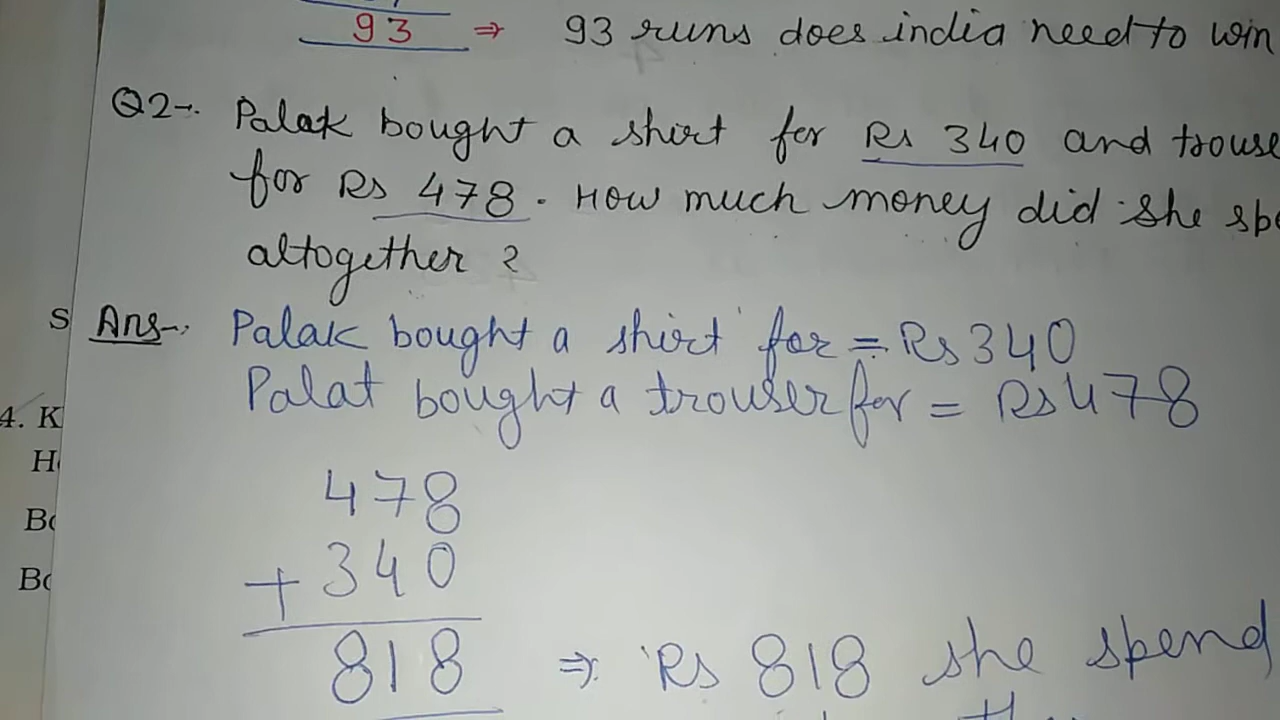 93 ⇒ 93 runs does india need to win
Q2-. Palak bought a shirt for Rs 340 and trouse
for Rs 478. How much money did she spe
altogether ?
S
Ans-. Palak bought a shirt for = Rs 340
Palat bought a trouser for = Rs 478
4. K
H
478
Bo
+ 340
Bo
818 ⇒ Rs 818 she spend